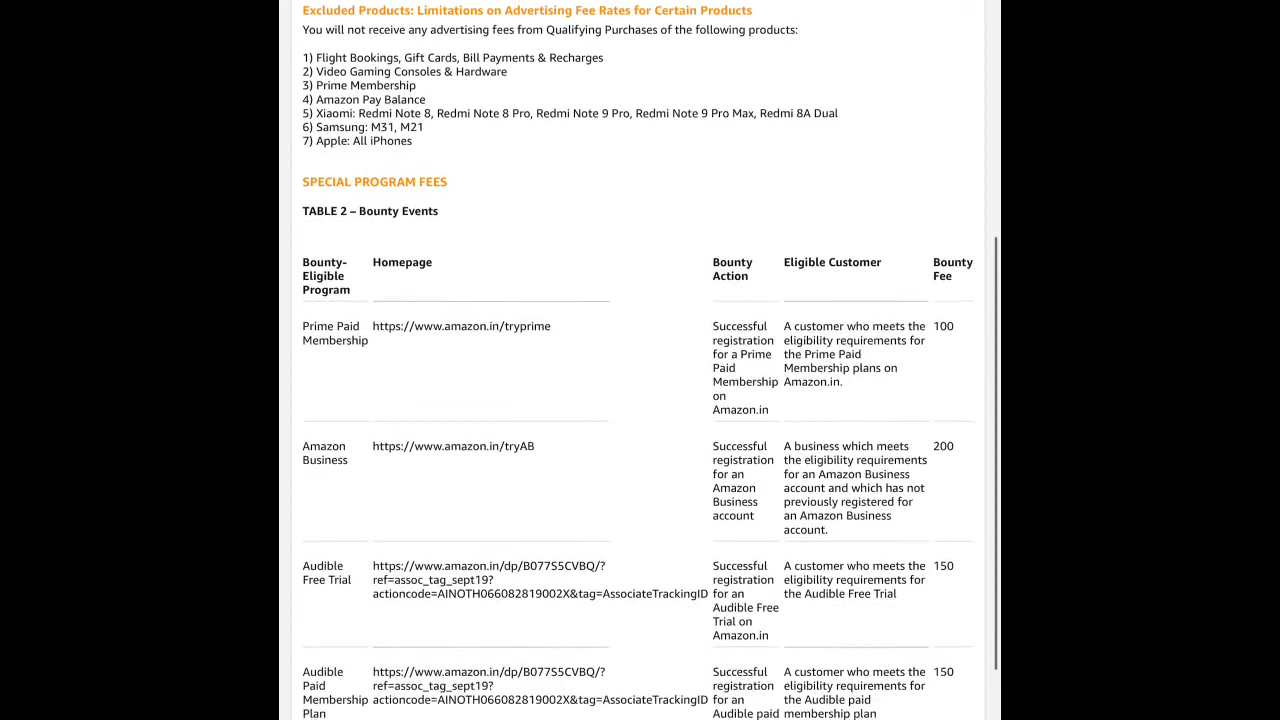 Excluded Products: Limitations on Advertising Fee Rates for Certain Products
You will not receive any advertising fees from Qualifying Purchases of the following products:
1) Flight Bookings, Gift Cards, Bill Payments & Recharges
2) Video Gaming Consoles & Hardware
3) Prime Membership
4) Amazon Pay Balance
5) Xiaomi: Redmi Note 8, Redmi Note 8 Pro, Redmi Note 9 Pro, Redmi Note 9 Pro Max, Redmi 8A Dual
6) Samsung: M31, M21
7) Apple: All iPhones
SPECIAL PROGRAM FEES
TABLE 2 – Bounty Events
Bounty-
Eligible
Program
Homepage
Bounty
Action
Eligible Customer
Bounty
Fee
Prime Paid
Membership
https://www.amazon.in/tryprime
Successful
registration
for a Prime
Paid
Membership
on
Amazon.in
A customer who meets the
eligibility requirements for
the Prime Paid
Membership plans on
Amazon.in.
100
Amazon
Business
https://www.amazon.in/tryAB
Successful
registration
for an
Amazon
Business
account
A business which meets
the eligibility requirements
for an Amazon Business
account and which has not
previously registered for
an Amazon Business
account.
200
Audible
Free Trial
https://www.amazon.in/dp/B077S5CVBQ/?
ref=assoc_tag_sept19?
actioncode=AINOTH066082819002X&tag=AssociateTrackingID
Successful
registration
for an
Audible Free
Trial on
Amazon.in
A customer who meets the
eligibility requirements for
the Audible Free Trial
150
Audible
Paid
Membership
Plan
https://www.amazon.in/dp/B077S5CVBQ/?
ref=assoc_tag_sept19?
actioncode=AINOTH066082819002X&tag=AssociateTrackingID
Successful
registration
for an
Audible paid
A customer who meets the
eligibility requirements for
the Audible paid
membership plan
150